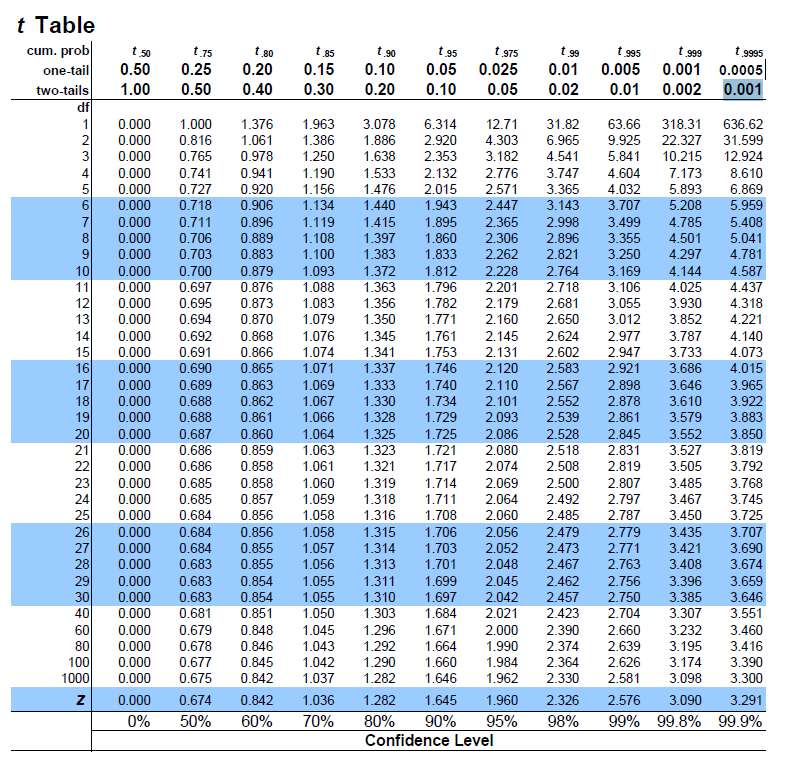 t Table
cum. prob t .50 t .75 t .80 t .85 t .90 t .95 t .975 t .99 t .995 t .999 t .9995
one-tail 0.50 0.25 0.20 0.15 0.10 0.05 0.025 0.01 0.005 0.001 0.0005
two-tails 1.00 0.50 0.40 0.30 0.20 0.10 0.05 0.02 0.01 0.002 0.001
df
1 0.000 1.000 1.376 1.963 3.078 6.314 12.71 31.82 63.66 318.31 636.62
2 0.000 0.816 1.061 1.386 1.886 2.920 4.303 6.965 9.925 22.327 31.599
3 0.000 0.765 0.978 1.250 1.638 2.353 3.182 4.541 5.841 10.215 12.924
4 0.000 0.741 0.941 1.190 1.533 2.132 2.776 3.747 4.604 7.173 8.610
5 0.000 0.727 0.920 1.156 1.476 2.015 2.571 3.365 4.032 5.893 6.869
6 0.000 0.718 0.906 1.134 1.440 1.943 2.447 3.143 3.707 5.208 5.959
7 0.000 0.711 0.896 1.119 1.415 1.895 2.365 2.998 3.499 4.785 5.408
8 0.000 0.706 0.889 1.108 1.397 1.860 2.306 2.896 3.355 4.501 5.041
9 0.000 0.703 0.883 1.100 1.383 1.833 2.262 2.821 3.250 4.297 4.781
10 0.000 0.700 0.879 1.093 1.372 1.812 2.228 2.764 3.169 4.144 4.587
11 0.000 0.697 0.876 1.088 1.363 1.796 2.201 2.718 3.106 4.025 4.437
12 0.000 0.695 0.873 1.083 1.356 1.782 2.179 2.681 3.055 3.930 4.318
13 0.000 0.694 0.870 1.079 1.350 1.771 2.160 2.650 3.012 3.852 4.221
14 0.000 0.692 0.868 1.076 1.345 1.761 2.145 2.624 2.977 3.787 4.140
15 0.000 0.691 0.866 1.074 1.341 1.753 2.131 2.602 2.947 3.733 4.073
16 0.000 0.690 0.865 1.071 1.337 1.746 2.120 2.583 2.921 3.686 4.015
17 0.000 0.689 0.863 1.069 1.333 1.740 2.110 2.567 2.898 3.646 3.965
18 0.000 0.688 0.862 1.067 1.330 1.734 2.101 2.552 2.878 3.610 3.922
19 0.000 0.688 0.861 1.066 1.328 1.729 2.093 2.539 2.861 3.579 3.883
20 0.000 0.687 0.860 1.064 1.325 1.725 2.086 2.528 2.845 3.552 3.850
21 0.000 0.686 0.859 1.063 1.323 1.721 2.080 2.518 2.831 3.527 3.819
22 0.000 0.686 0.858 1.061 1.321 1.717 2.074 2.508 2.819 3.505 3.792
23 0.000 0.685 0.858 1.060 1.319 1.714 2.069 2.500 2.807 3.485 3.768
24 0.000 0.685 0.857 1.059 1.318 1.711 2.064 2.492 2.797 3.467 3.745
25 0.000 0.684 0.856 1.058 1.316 1.708 2.060 2.485 2.787 3.450 3.725
26 0.000 0.684 0.856 1.058 1.315 1.706 2.056 2.479 2.779 3.435 3.707
27 0.000 0.684 0.855 1.057 1.314 1.703 2.052 2.473 2.771 3.421 3.690
28 0.000 0.683 0.855 1.056 1.313 1.701 2.048 2.467 2.763 3.408 3.674
29 0.000 0.683 0.854 1.055 1.311 1.699 2.045 2.462 2.756 3.396 3.659
30 0.000 0.683 0.854 1.055 1.310 1.697 2.042 2.457 2.750 3.385 3.646
40 0.000 0.681 0.851 1.050 1.303 1.684 2.021 2.423 2.704 3.307 3.551
60 0.000 0.679 0.848 1.045 1.296 1.671 2.000 2.390 2.660 3.232 3.460
80 0.000 0.678 0.846 1.043 1.292 1.664 1.990 2.374 2.639 3.195 3.416
100 0.000 0.677 0.845 1.042 1.290 1.660 1.984 2.364 2.626 3.174 3.390
1000 0.000 0.675 0.842 1.037 1.282 1.646 1.962 2.330 2.581 3.098 3.300
Z 0.000 0.674 0.842 1.036 1.282 1.645 1.960 2.326 2.576 3.090 3.291
0% 50% 60% 70% 80% 90% 95% 98% 99% 99.8% 99.9%
Confidence Level